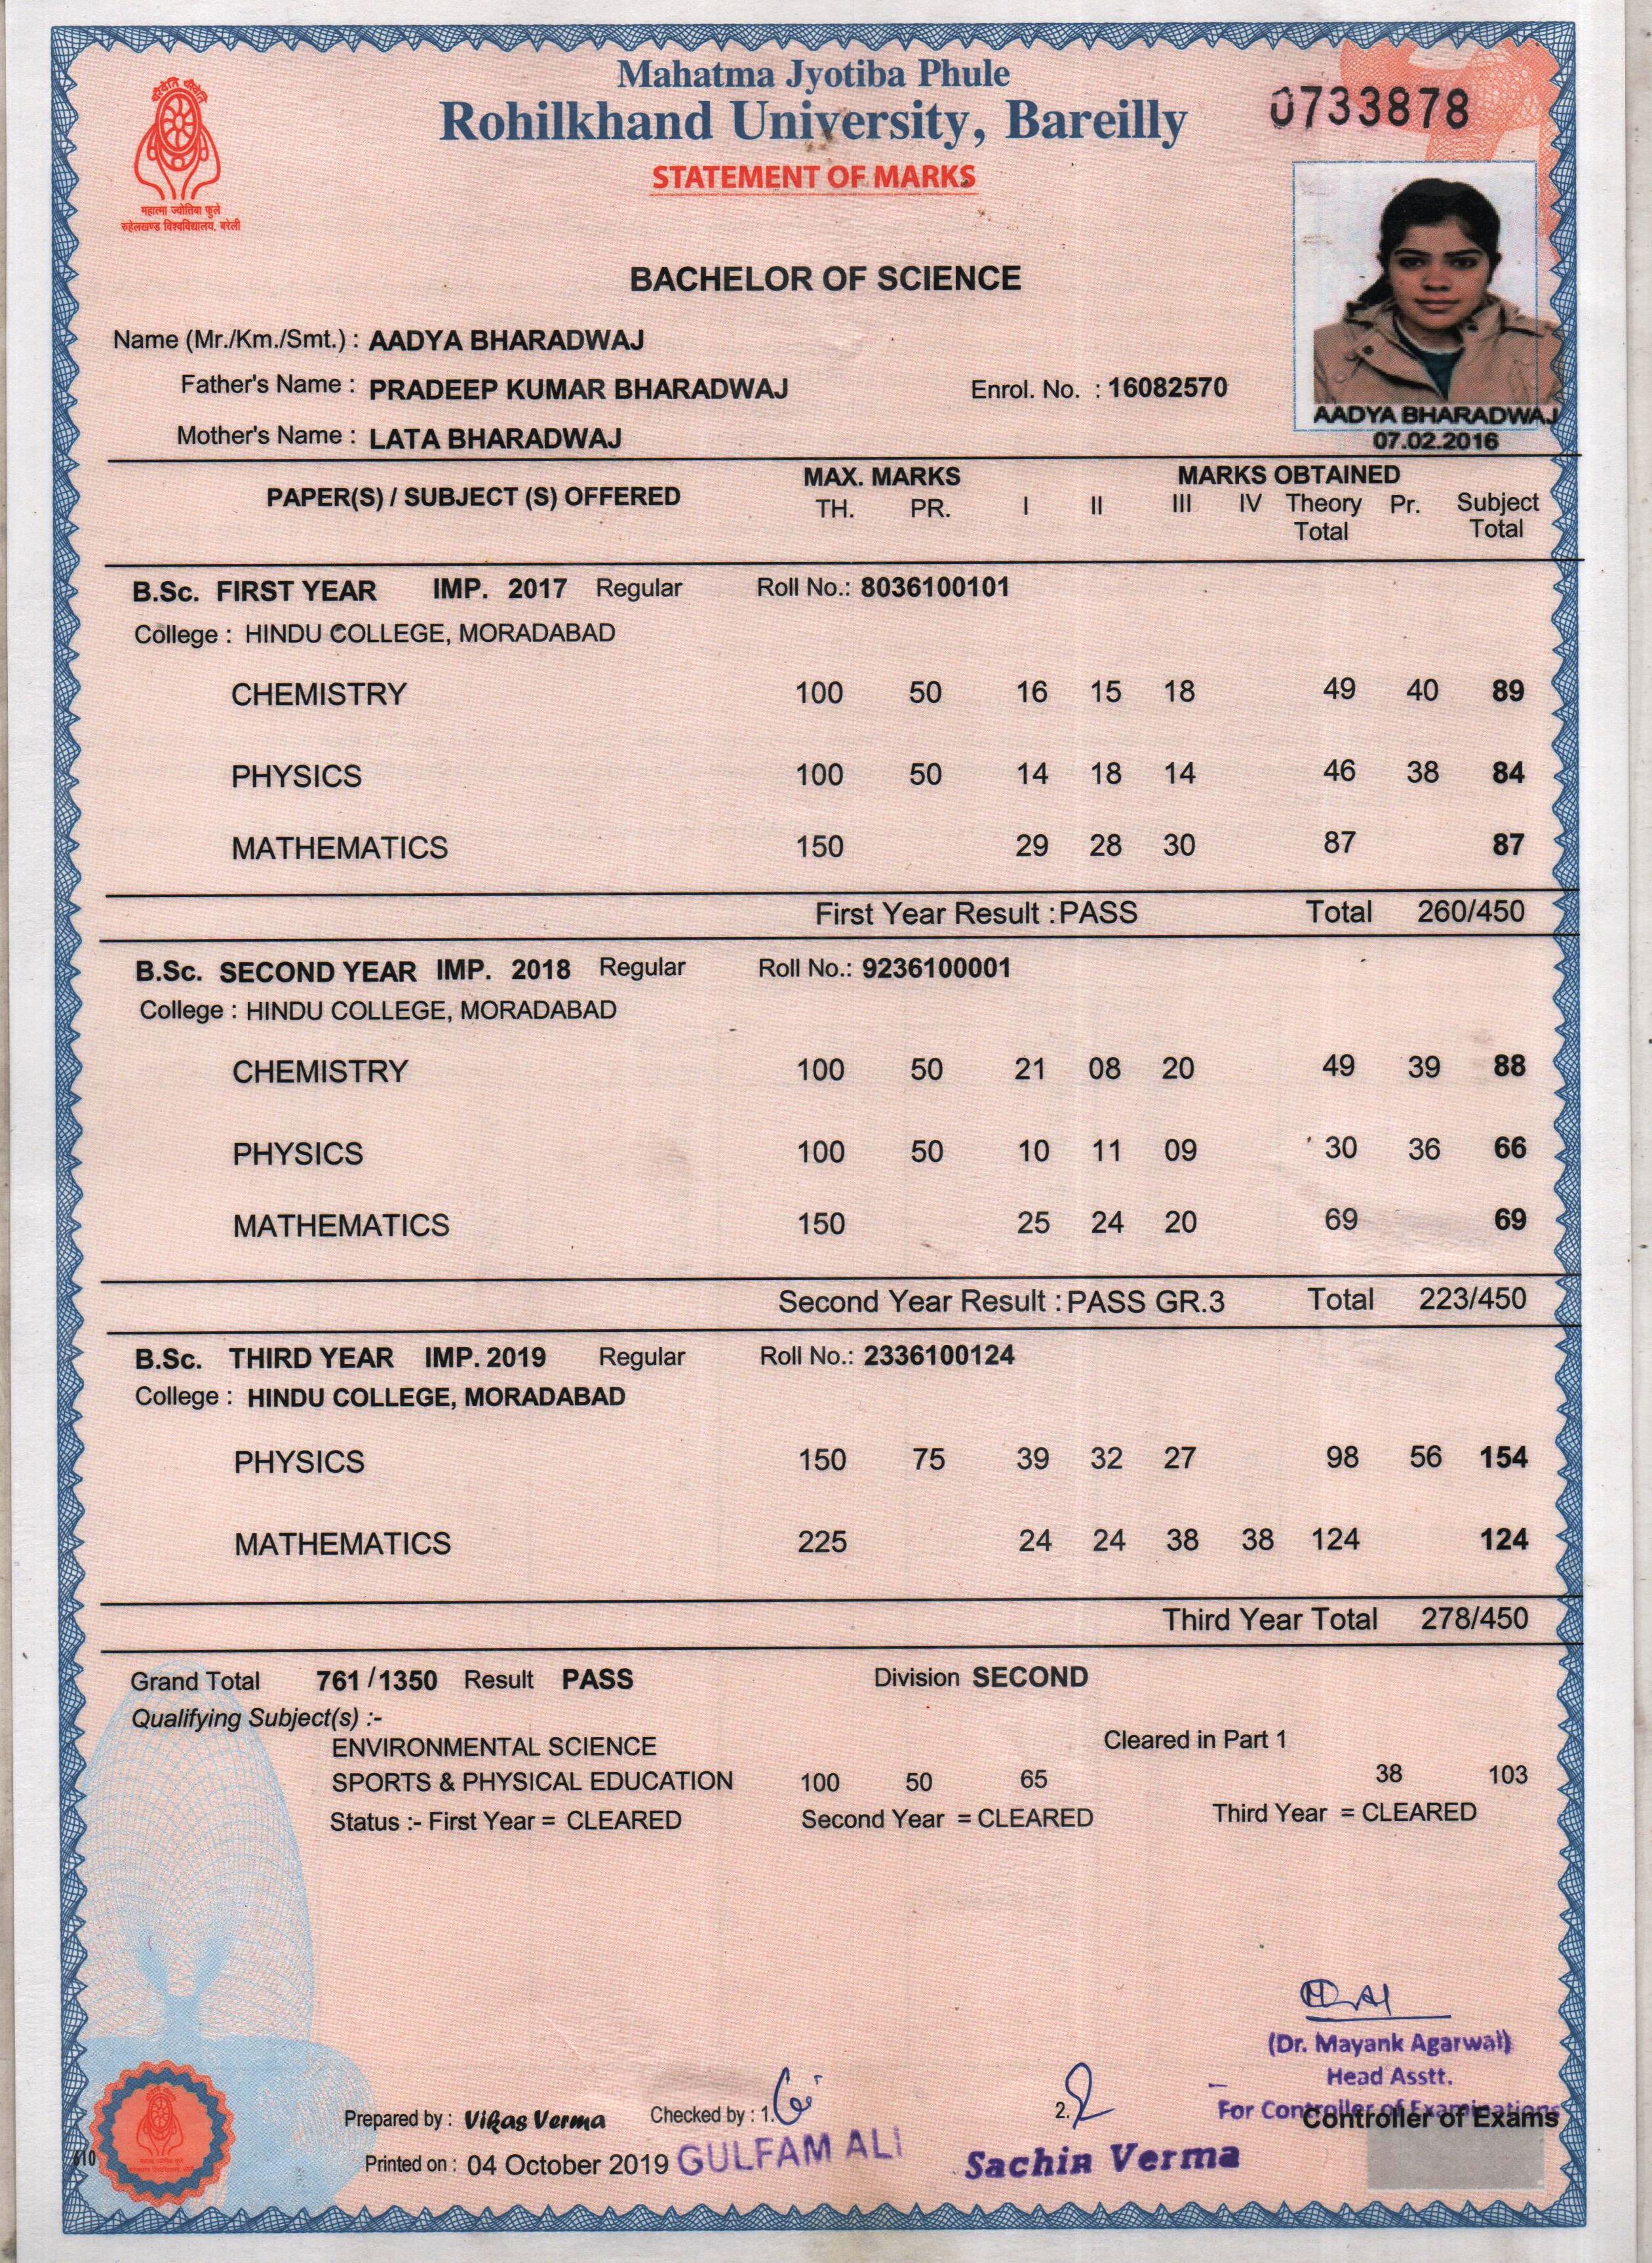 Mahatma Jyotiba Phule
Rohilkhand University, Bareilly
0733878
STATEMENT OF MARKS
महात्मा ज्योतिबा फुले
रुहेलखण्ड विश्वविद्यालय, बरेली
BACHELOR OF SCIENCE
Name (Mr./Km./Smt.) : AADYA BHARADWAJ
Father's Name : PRADEEP KUMAR BHARADWAJ Enrol. No. : 16082570
Mother's Name : LATA BHARADWAJ
AADYA BHARADWAJ
07.02.2016
PAPER(S) / SUBJECT (S) OFFERED MAX. MARKS MARKS OBTAINED
TH. PR. I II III IV Theory Total Pr. Subject Total
B.Sc. FIRST YEAR IMP. 2017 Regular Roll No.: 8036100101
College : HINDU COLLEGE, MORADABAD
CHEMISTRY 100 50 16 15 18 49 40 89
PHYSICS 100 50 14 18 14 46 38 84
MATHEMATICS 150 29 28 30 87 87
First Year Result : PASS Total 260/450
B.Sc. SECOND YEAR IMP. 2018 Regular Roll No.: 9236100001
College : HINDU COLLEGE, MORADABAD
CHEMISTRY 100 50 21 08 20 49 39 88
PHYSICS 100 50 10 11 09 30 36 66
MATHEMATICS 150 25 24 20 69 69
Second Year Result : PASS GR.3 Total 223/450
B.Sc. THIRD YEAR IMP. 2019 Regular Roll No.: 2336100124
College : HINDU COLLEGE, MORADABAD
PHYSICS 150 75 39 32 27 98 56 154
MATHEMATICS 225 24 24 38 38 124 124
Third Year Total 278/450
Grand Total 761 / 1350 Result PASS Division SECOND
Qualifying Subject(s) :-
ENVIRONMENTAL SCIENCE Cleared in Part 1
SPORTS & PHYSICAL EDUCATION 100 50 65 38 103
Status :- First Year = CLEARED Second Year = CLEARED Third Year = CLEARED
(Dr. Mayank Agarwal)
Head Asstt.
For Controller of Examinations
Controller of Exams
Prepared by : Vikas Verma Checked by : 1. 2.
Printed on : 04 October 2019 GULFAM ALI Sachin Verma